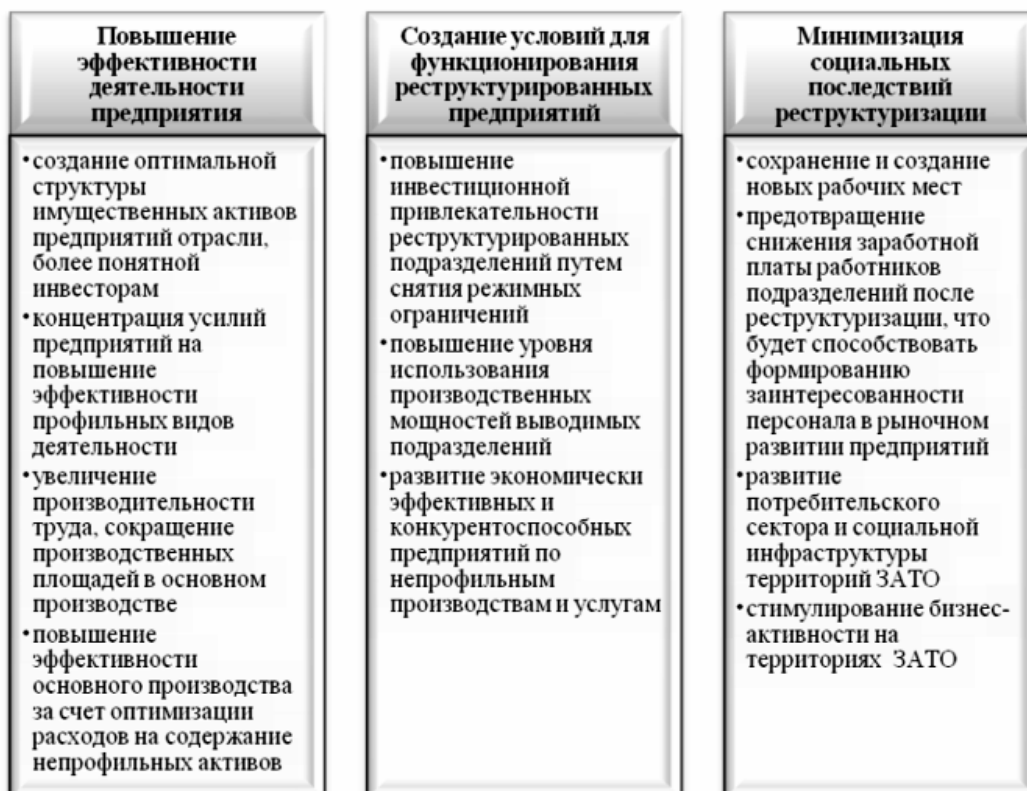 Повышение
эффективности
деятельности
предприятия
•создание оптимальной
структуры
имущественных активов
предприятий отрасли,
более понятной
инвесторам
•концентрация усилий
предприятий на
повышение
эффективности
профильных видов
деятельности
•увеличение
производительности
труда, сокращение
производственных
площадей в основном
производстве
•повышение
эффективности
основного производства
за счет оптимизации
расходов на содержание
непрофильных активов
Создание условий для
функционирования
реструктурированных
предприятий
•повышение
инвестиционной
привлекательности
реструктурированных
подразделений путем
снятия режимных
ограничений
•повышение уровня
использования
производственных
мощностей выводимых
подразделений
•развитие экономически
эффективных и
конкурентоспособных
предприятий по
непрофильным
производствам и услугам
Минимизация
социальных
последствий
реструктуризации
•сохранение и создание
новых рабочих мест
•предотвращение
снижения заработной
платы работников
подразделений после
реструктуризации, что
будет способствовать
формированию
заинтересованности
персонала в рыночном
развитии предприятий
•развитие
потребительского
сектора и социальной
инфраструктуры
территорий ЗАТО
•стимулирование бизнес-
активности на
территориях ЗАТО